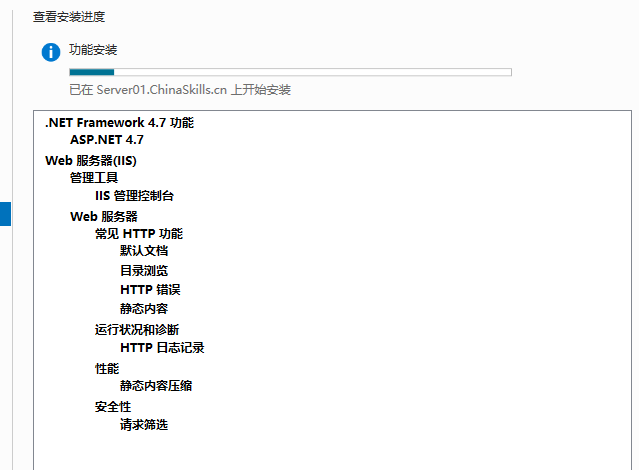 查看安装进度
功能安装
已在 Server01.ChinaSkills.cn 上开始安装
.NET Framework 4.7 功能
ASP.NET 4.7
Web 服务器(IIS)
管理工具
IIS 管理控制台
Web 服务器
常见 HTTP 功能
默认文档
目录浏览
HTTP 错误
静态内容
运行状况和诊断
HTTP 日志记录
性能
静态内容压缩
安全性
请求筛选